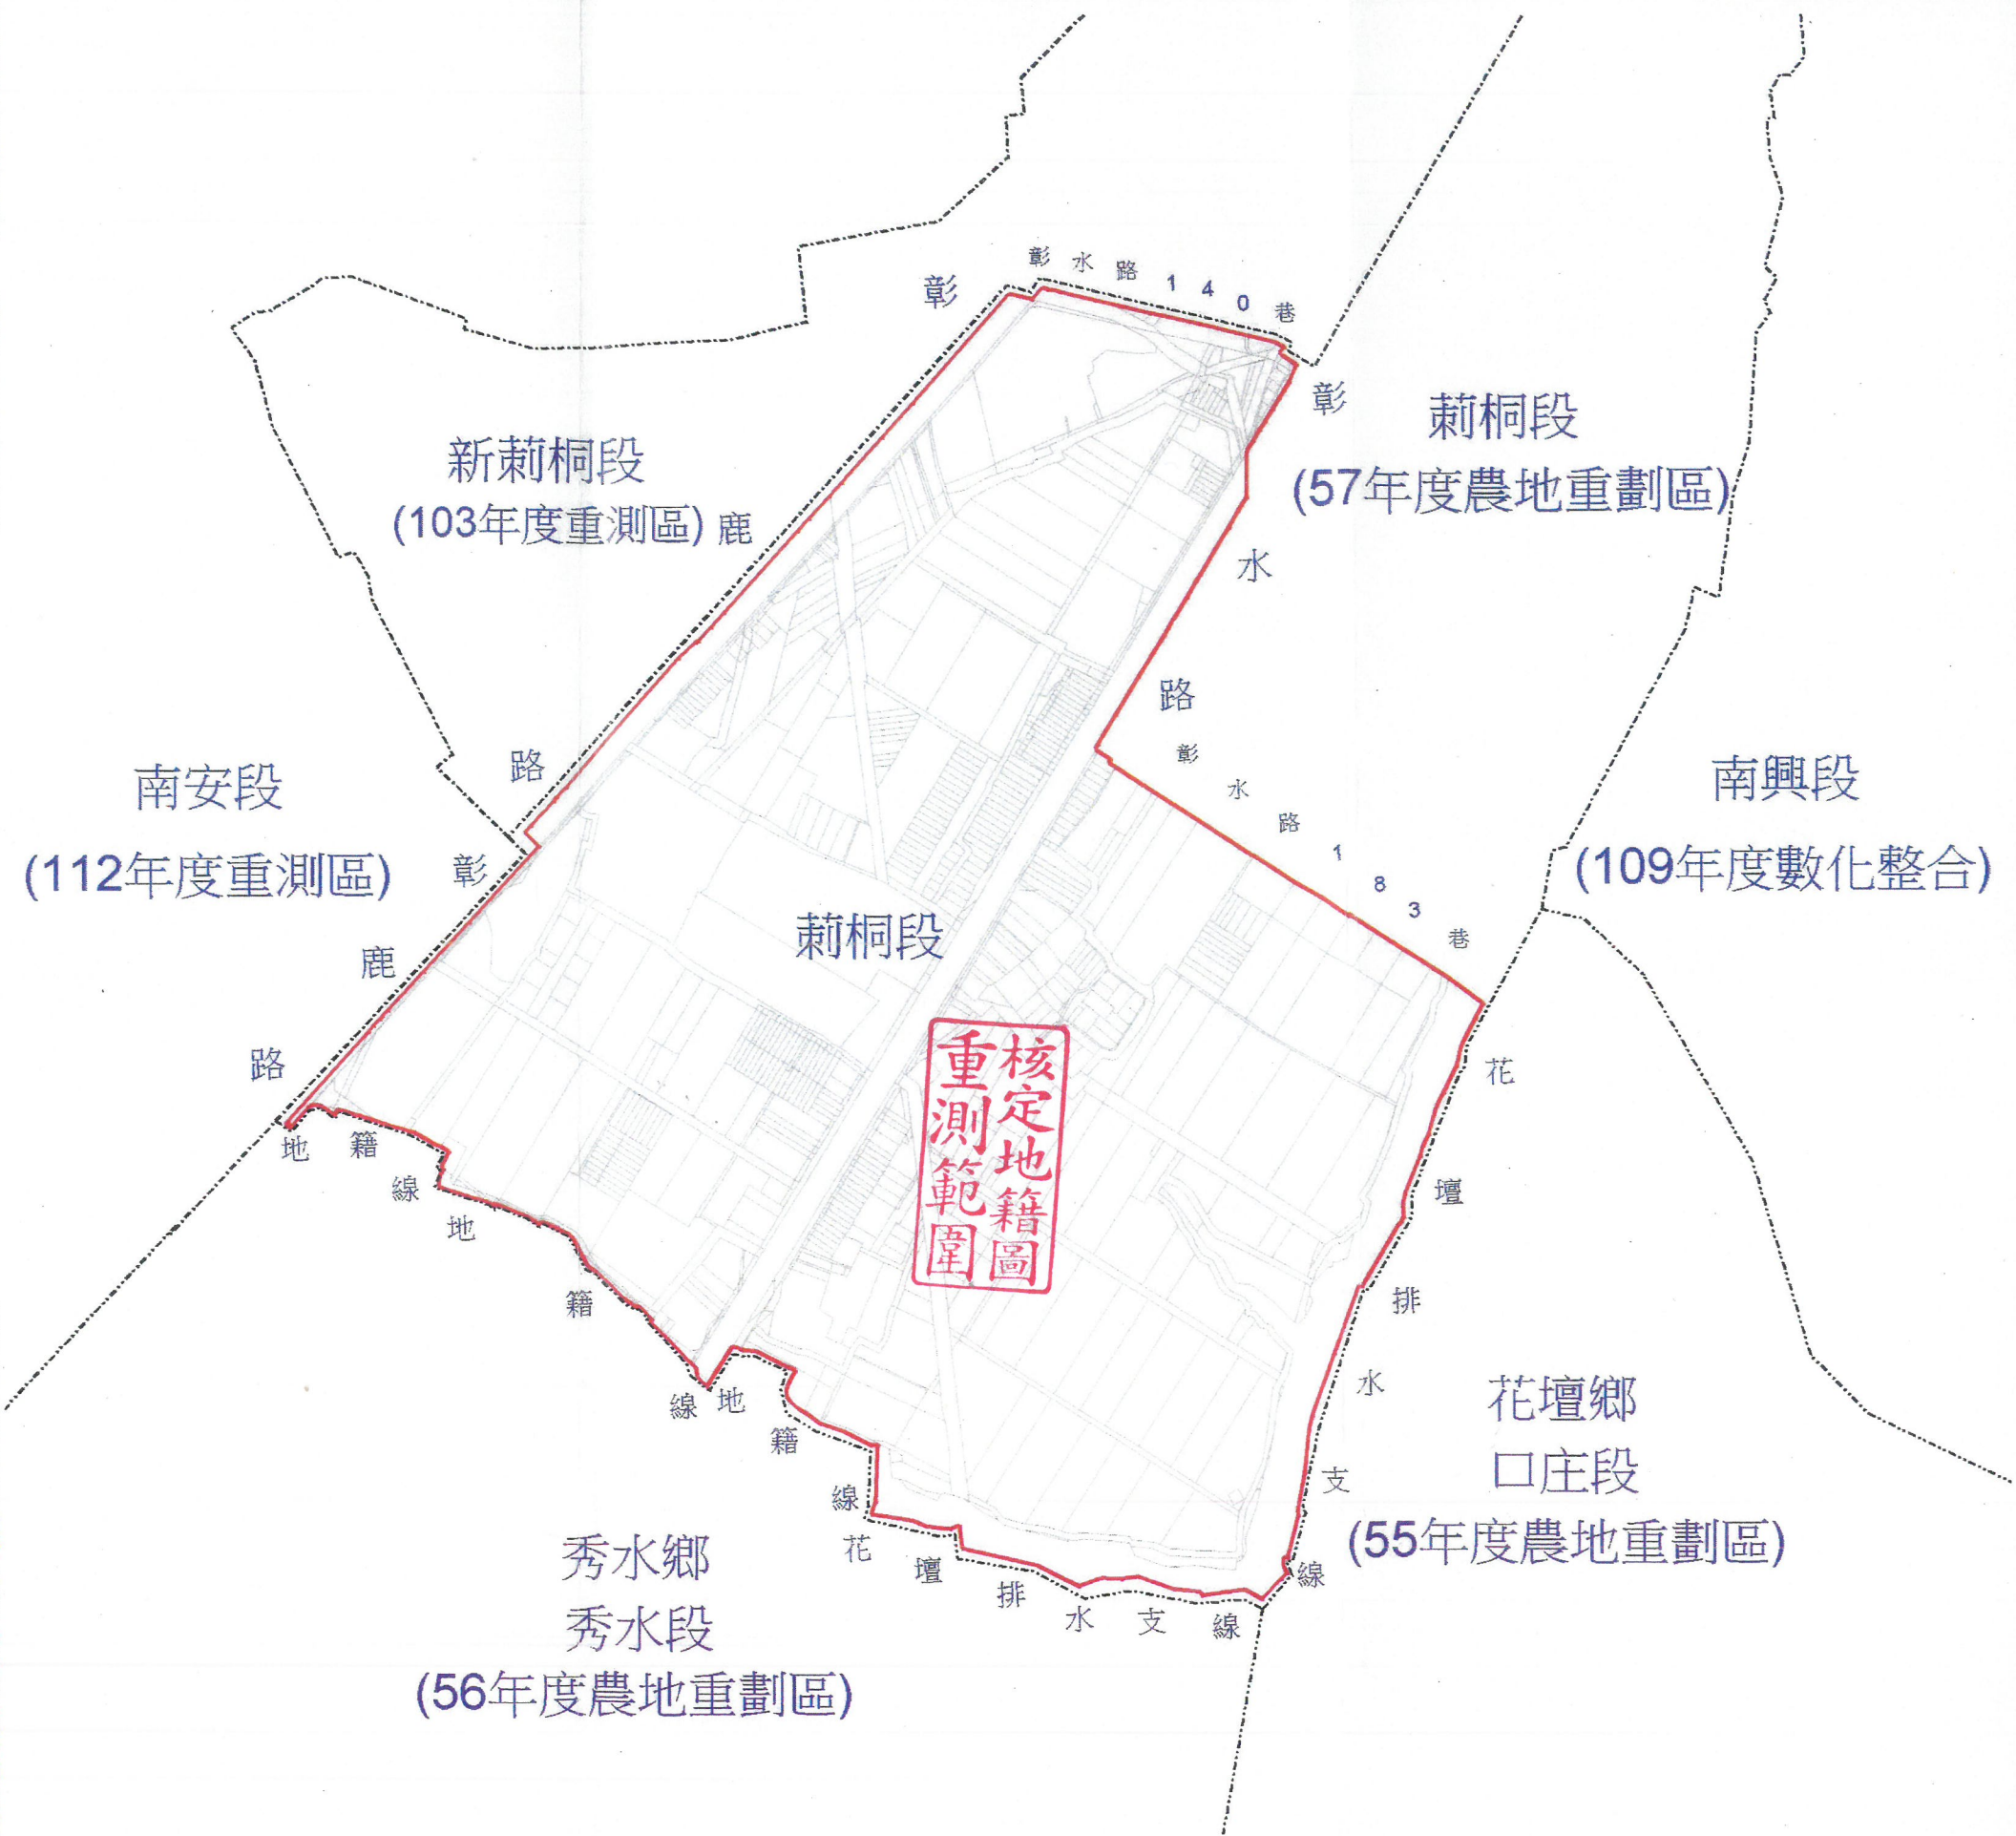 彰水路140巷
彰鹿路
新莿桐段
(103年度重測區)
彰水路
莿桐段
(57年度農地重劃區)
彰水路183巷
南安段
(112年度重測區)
彰鹿路
莿桐段
南興段
(109年度數化整合)
核定地籍圖
重測範圍
花壇排水支線
地籍線
地籍線
地籍線
花壇排水支線
花壇鄉
口庄段
(55年度農地重劃區)
秀水鄉
秀水段
(56年度農地重劃區)